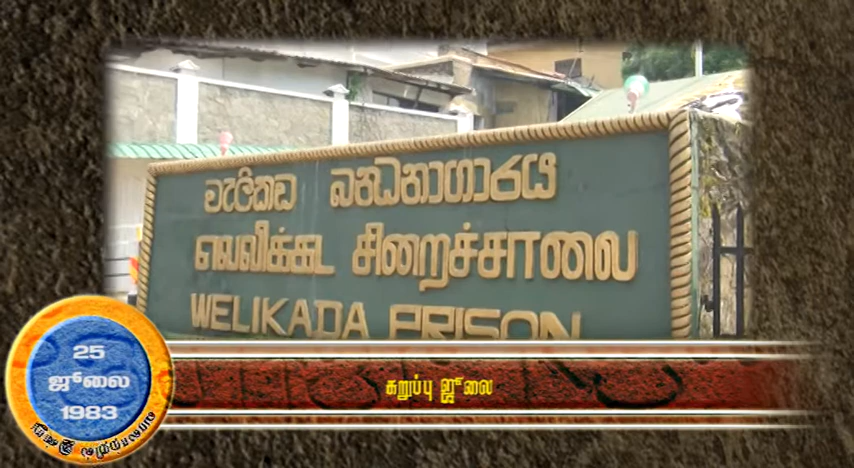 වැලිකඩ බන්ධනාගාරය
வெலிக்கடை சிறைச்சாலை
WELIKADA PRISON
25
ஜூலை
1983
கறுப்பு ஜூலை